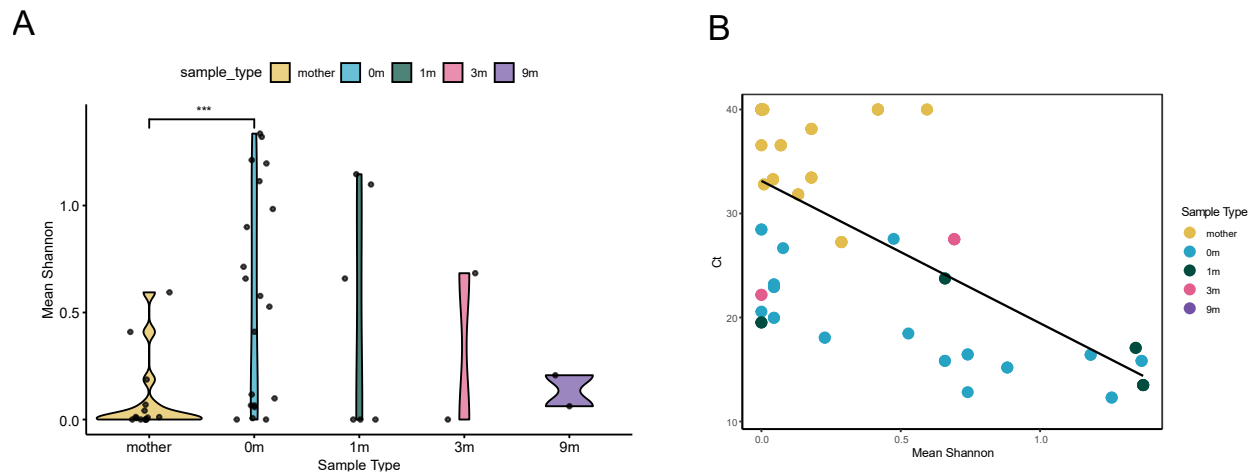 A
sample_type mother 0m 1m 3m 9m
***
Mean Shannon
1.0
0.5
0.0
mother 0m 1m 3m 9m
Sample Type
B
Ct
40
30
20
10
0.0 0.5 1.0
Mean Shannon
Sample Type
mother
0m
1m
3m
9m